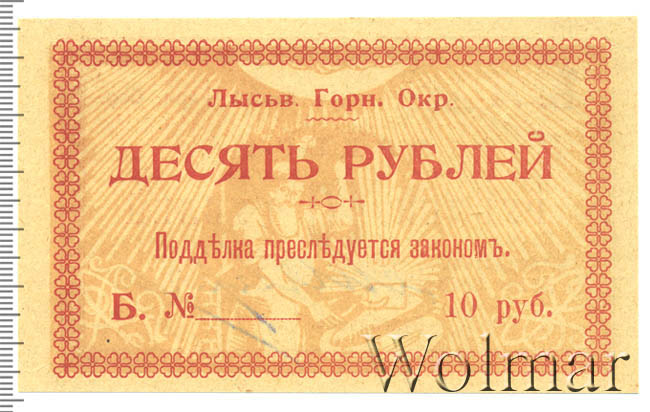 Лысьв. Горн. Окр.
ДЕСЯТЬ РУБЛЕЙ
Поддѣлка преслѣдуется закономъ.
Б. № 10 руб.
Wolmar